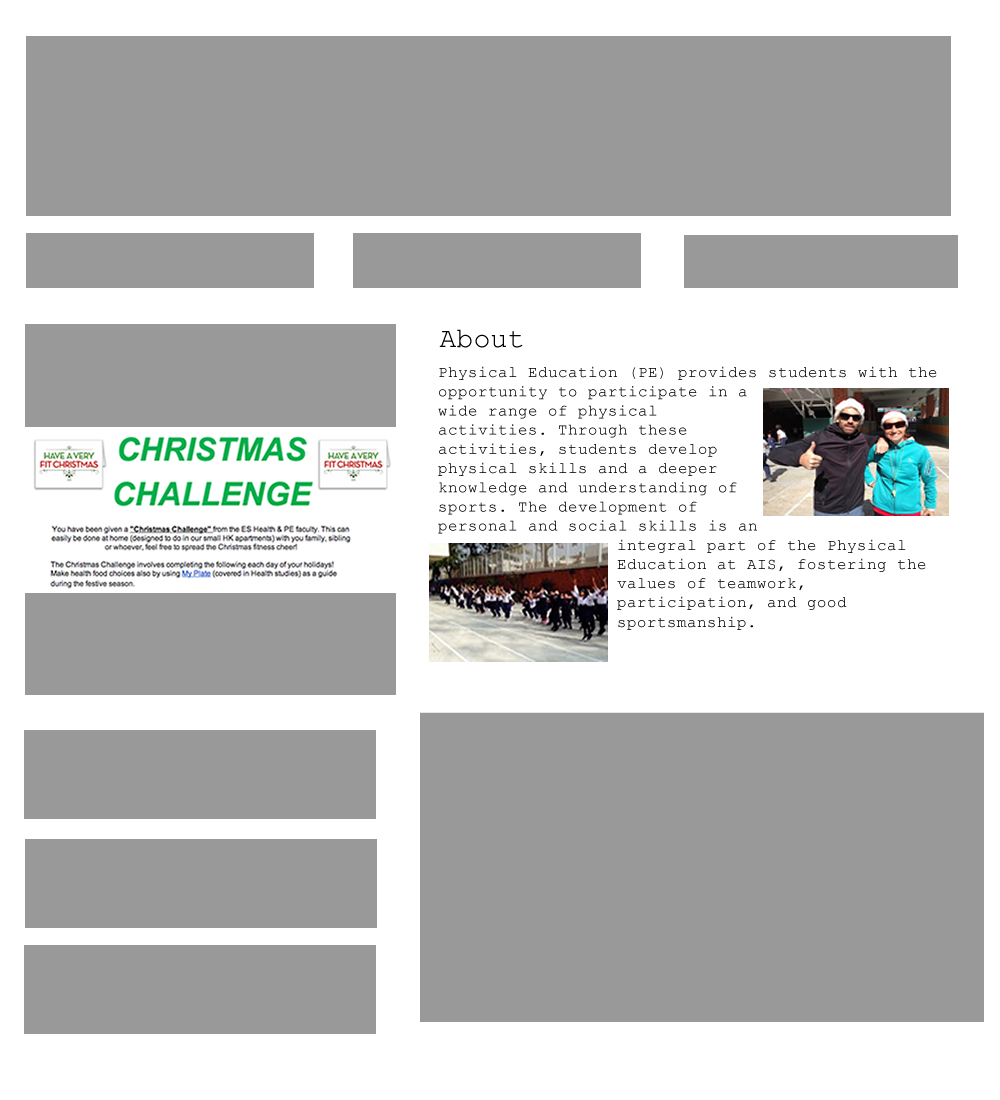 HAVE A VERY
FIT CHRISTMAS
CHRISTMAS
CHALLENGE
HAVE A VERY
FIT CHRISTMAS
You have been given a "Christmas Challenge" from the ES Health & PE faculty. This can
easily be done at home (designed to do in our small HK apartments) with you family, sibling
or whoever, feel free to spread the Christmas fitness cheer!
The Christmas Challenge involves completing the following each day of your holidays!
Make health food choices also by using My Plate (covered in Health studies) as a guide
during the festive season.
About
Physical Education (PE) provides students with the
opportunity to participate in a
wide range of physical
activities. Through these
activities, students develop
physical skills and a deeper
knowledge and understanding of
sports. The development of
personal and social skills is an
integral part of the Physical
Education at AIS, fostering the
values of teamwork,
participation, and good
sportsmanship.